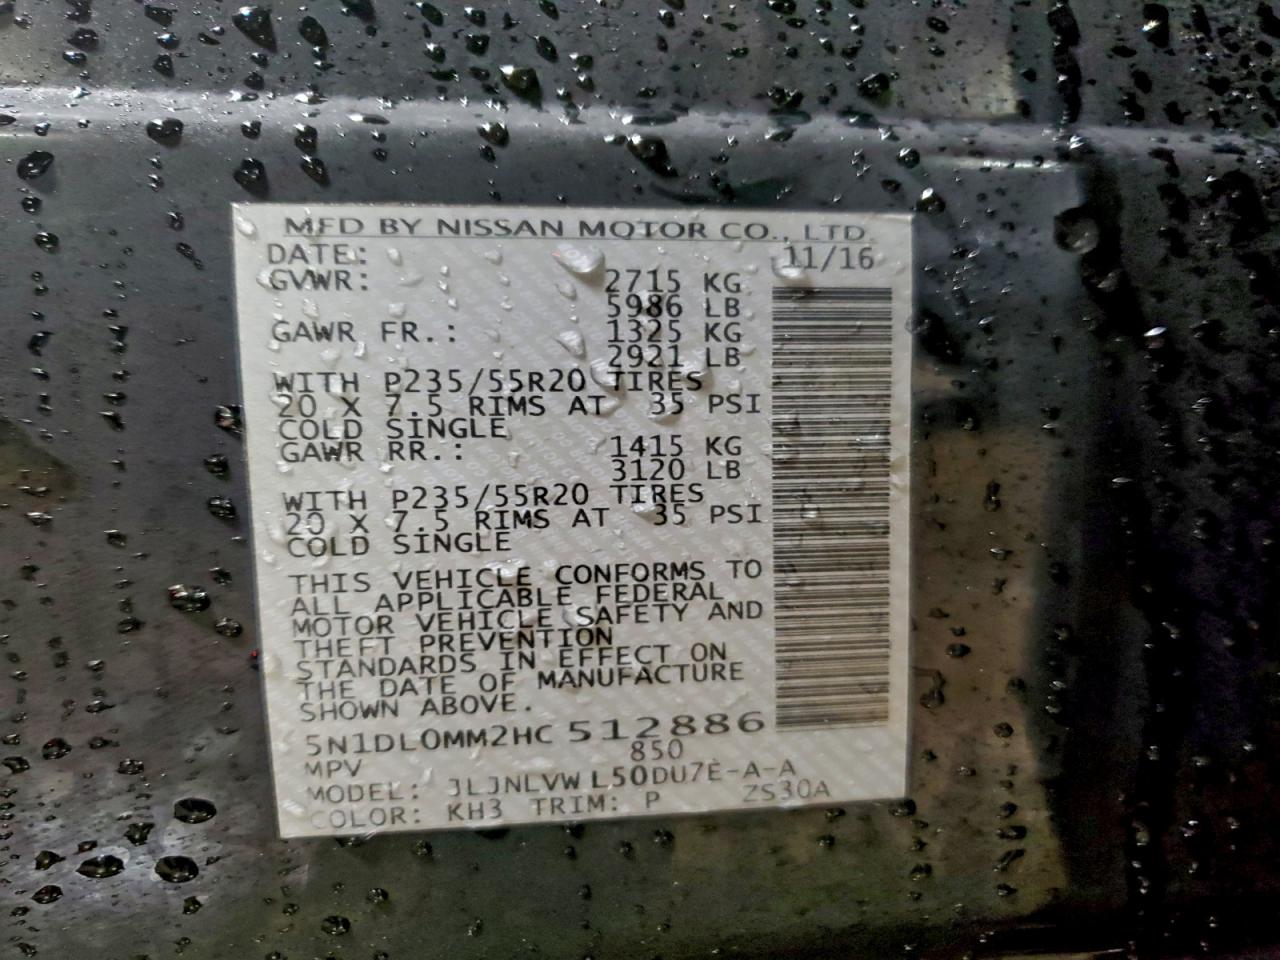 MFD BY NISSAN MOTOR CO., LTD.
DATE: 11/16
GVWR: 2715 KG
5986 LB
GAWR FR.: 1325 KG
2921 LB
WITH P235/55R20 TIRES
20 X 7.5 RIMS AT 35 PSI
COLD SINGLE
GAWR RR.: 1415 KG
3120 LB
WITH P235/55R20 TIRES
20 X 7.5 RIMS AT 35 PSI
COLD SINGLE
THIS VEHICLE CONFORMS TO
ALL APPLICABLE FEDERAL
MOTOR VEHICLE SAFETY AND
THEFT PREVENTION
STANDARDS IN EFFECT ON
THE DATE OF MANUFACTURE
SHOWN ABOVE.
5N1DL0MM2HC512886
MPV 850
MODEL: JLJNLVWL50DU7E-A-A
COLOR: KH3 TRIM: P ZS30A